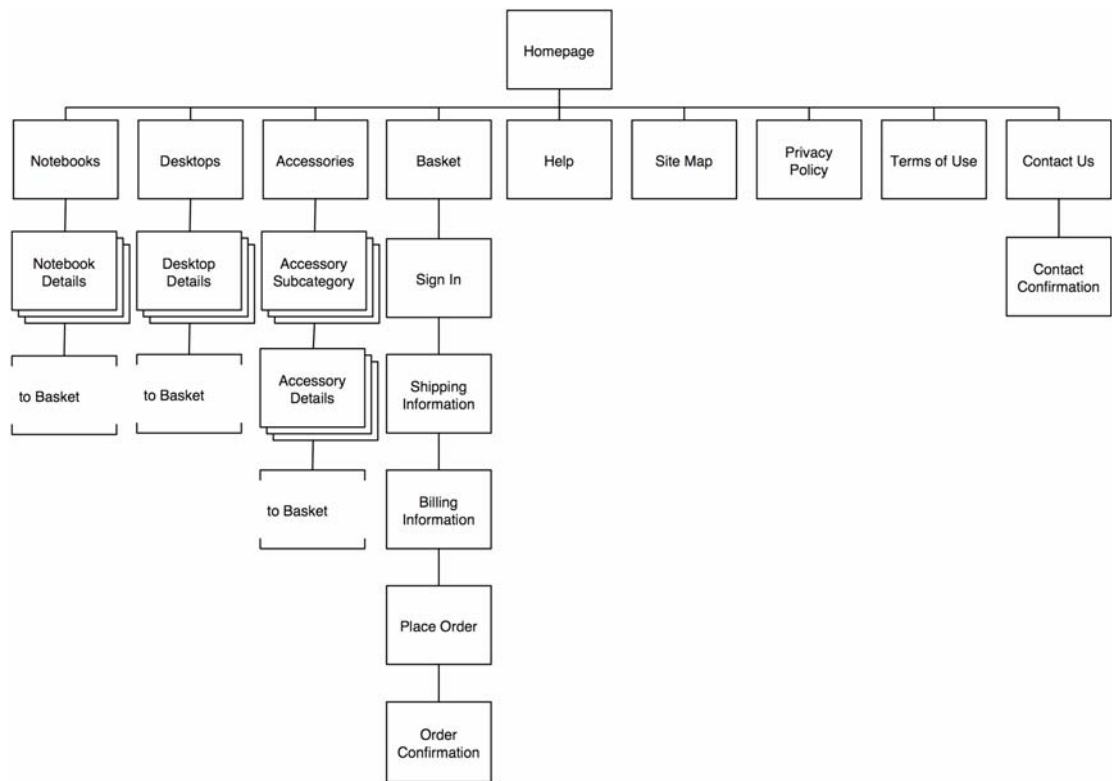 Homepage
Notebooks
Desktops
Accessories
Basket
Help
Site Map
Privacy
Policy
Terms of Use
Contact Us
Notebook
Details
Desktop
Details
Accessory
Subcategory
Sign In
Contact
Confirmation
to Basket
to Basket
Accessory
Details
Shipping
Information
to Basket
Billing
Information
Place Order
Order
Confirmation